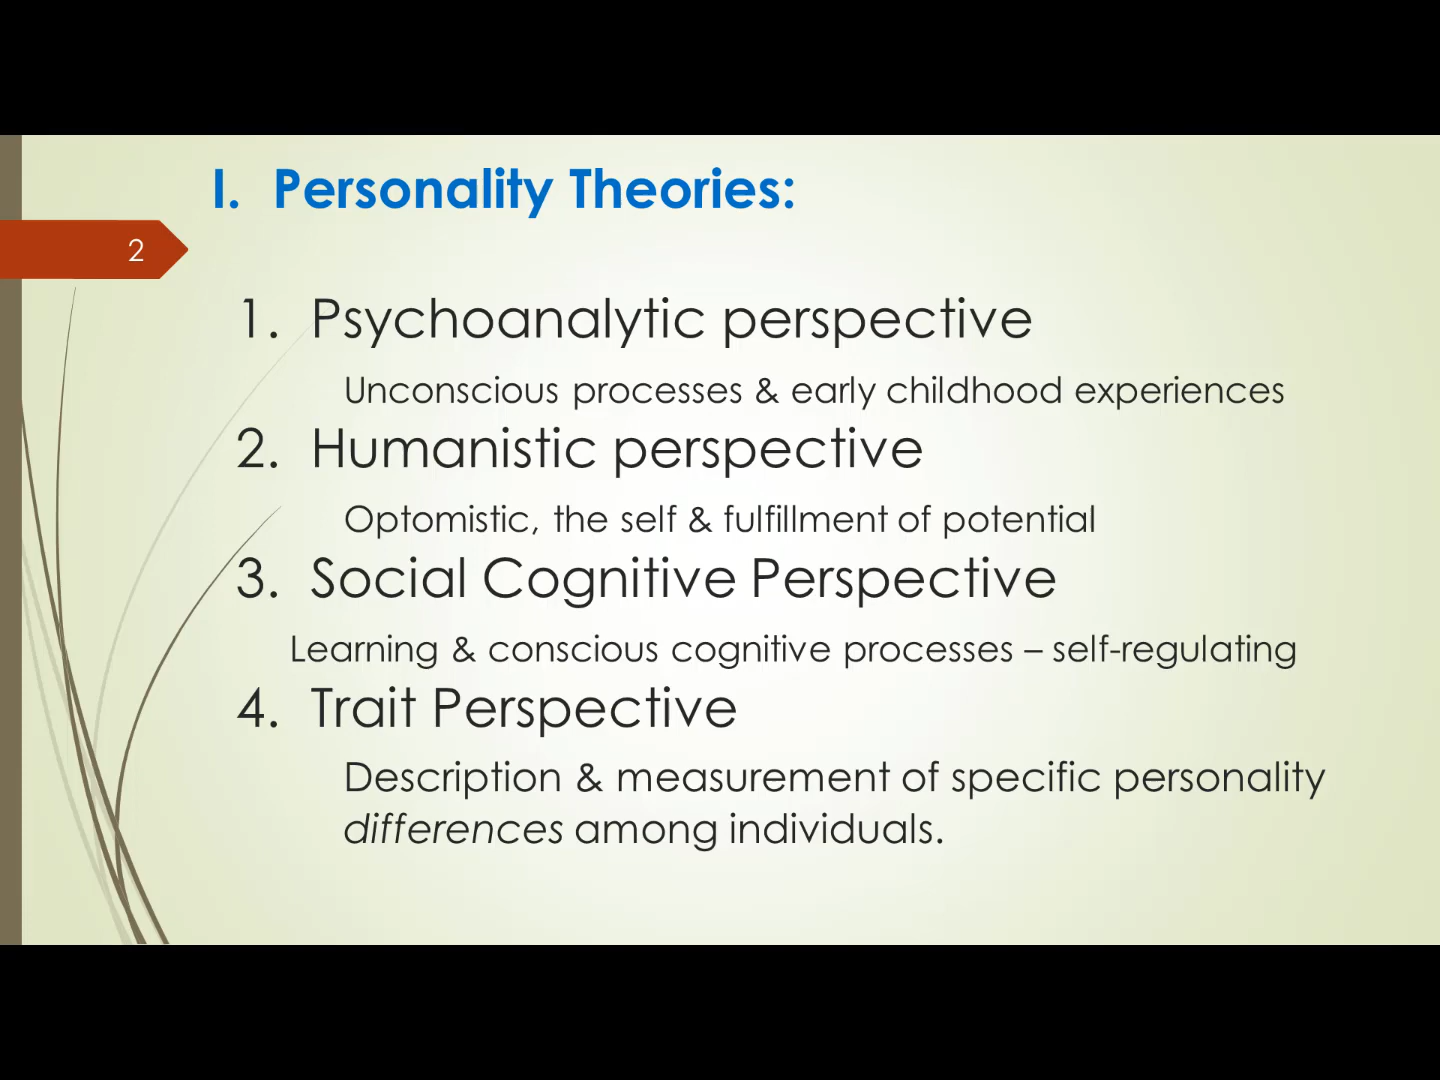 I. Personality Theories:
2
1. Psychoanalytic perspective
Unconscious processes & early childhood experiences
2. Humanistic perspective
Optomistic, the self & fulfillment of potential
3. Social Cognitive Perspective
Learning & conscious cognitive processes – self-regulating
4. Trait Perspective
Description & measurement of specific personality
differences among individuals.